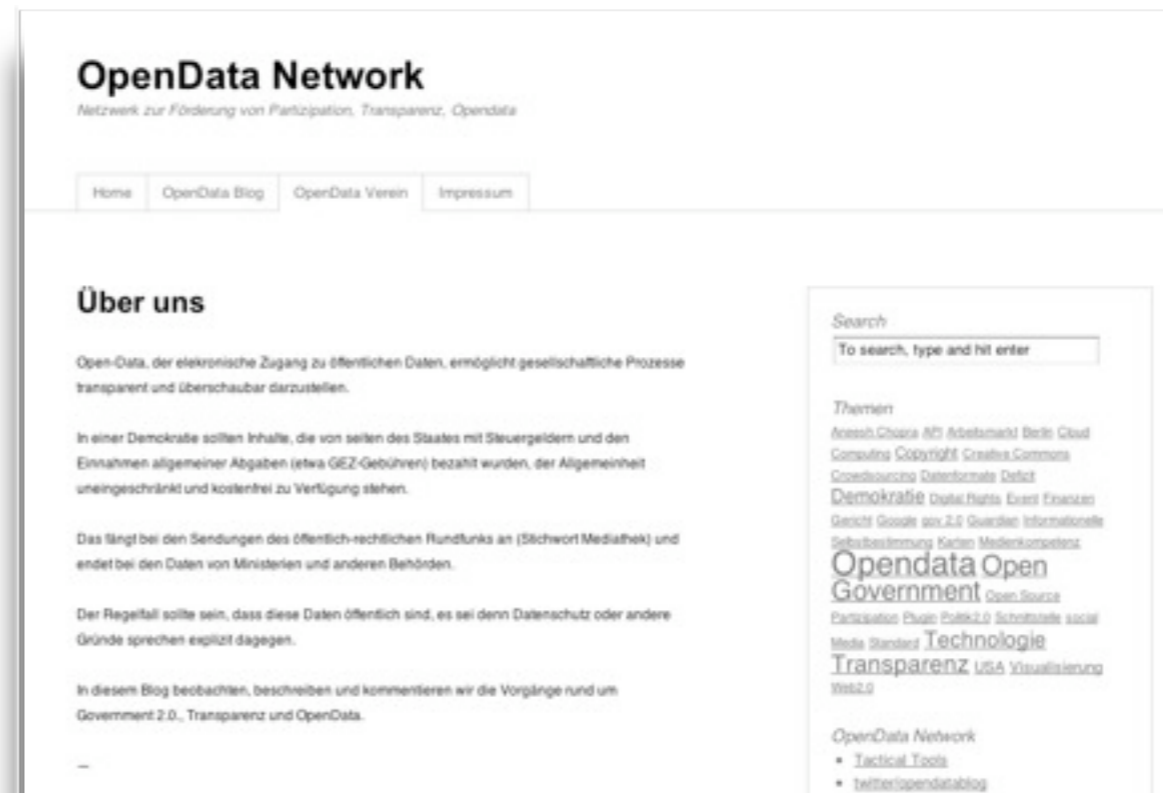 OpenData Network
Netzwerk zur Förderung von Partizipation, Transparenz, Opendata
Home OpenData Blog OpenData Verein Impressum
Über uns
Open-Data, der elekronische Zugang zu öffentlichen Daten, ermöglicht gesellschaftliche Prozesse
transparent und überschaubar darzustellen.
In einer Demokratie sollten Inhalte, die von seiten des Staates mit Steuergeldern und den
Einnahmen allgemeiner Abgaben (etwa GEZ-Gebühren) bezahlt wurden, der Allgemeinheit
uneingeschränkt und kostenfrei zu Verfügung stehen.
Das fängt bei den Sendungen des öffentlich-rechtlichen Rundfunks an (Stichwort Mediathek) und
endet bei den Daten von Ministerien und anderen Behörden.
Der Regelfall sollte sein, dass diese Daten öffentlich sind, es sei denn Datenschutz oder andere
Gründe sprechen explizit dagegen.
In diesem Blog beobachten, beschreiben und kommentieren wir die Vorgänge rund um
Government 2.0., Transparenz und OpenData.
—
Search
To search, type and hit enter
Themen
Aneesh Chopra API Arbeitsmarkt Berlin Cloud
Computing Copyright Creative Commons
Crowdsourcing Datenformate Defizit
Demokratie Digital Rights Event Finanzen
Gericht Google gov 2.0 Guardian Informationelle
Selbstbestimmung Karten Medienkompetenz
Opendata Open
Government Open Source
Partizipation Plugin Politik2.0 Schnittstelle social
Media Standard Technologie
Transparenz USA Visualisierung
Web2.0
OpenData Network
• Tactical Tools
• twitter/opendatablog